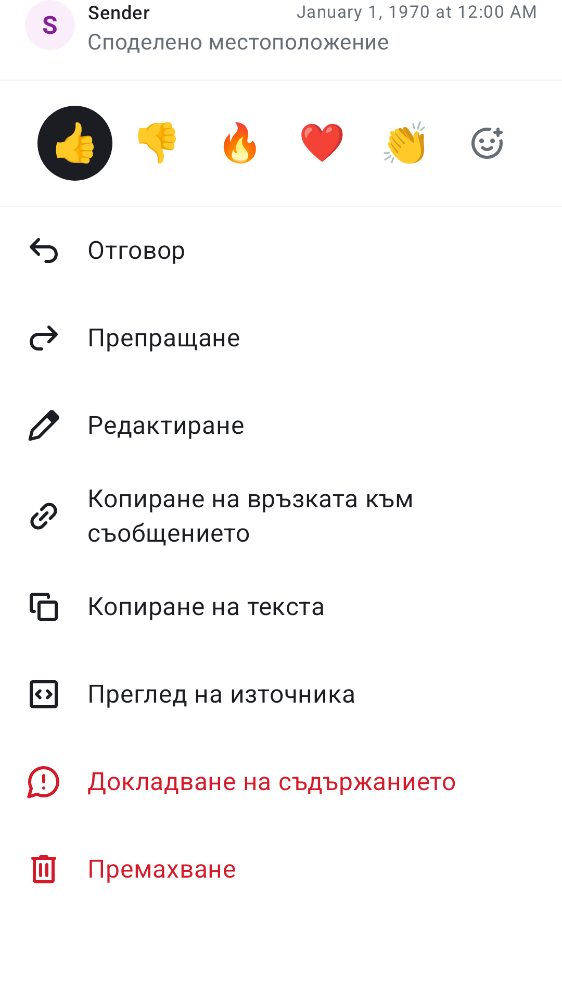 S
Sender
January 1, 1970 at 12:00 AM
Споделено местоположение
Отговор
Препращане
Редактиране
Копиране на връзката към
съобщението
Копиране на текста
Преглед на източника
Докладване на съдържанието
Премахване